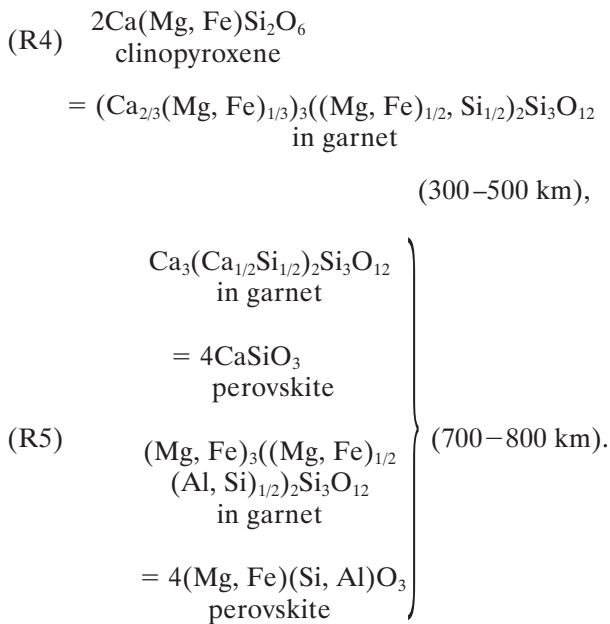 (R4) 2Ca(Mg, Fe)Si₂O₆
clinopyroxene
= (Ca₂/₃(Mg, Fe)₁/₃)₃((Mg, Fe)₁/₂, Si₁/₂)₂Si₃O₁₂
in garnet
(300–500 km),
Ca₃(Ca₁/₂Si₁/₂)₂Si₃O₁₂
in garnet
= 4CaSiO₃
perovskite
(R5) (Mg, Fe)₃((Mg, Fe)₁/₂ (700–800 km).
(Al, Si)₁/₂)₂Si₃O₁₂
in garnet
= 4(Mg, Fe)(Si, Al)O₃
perovskite